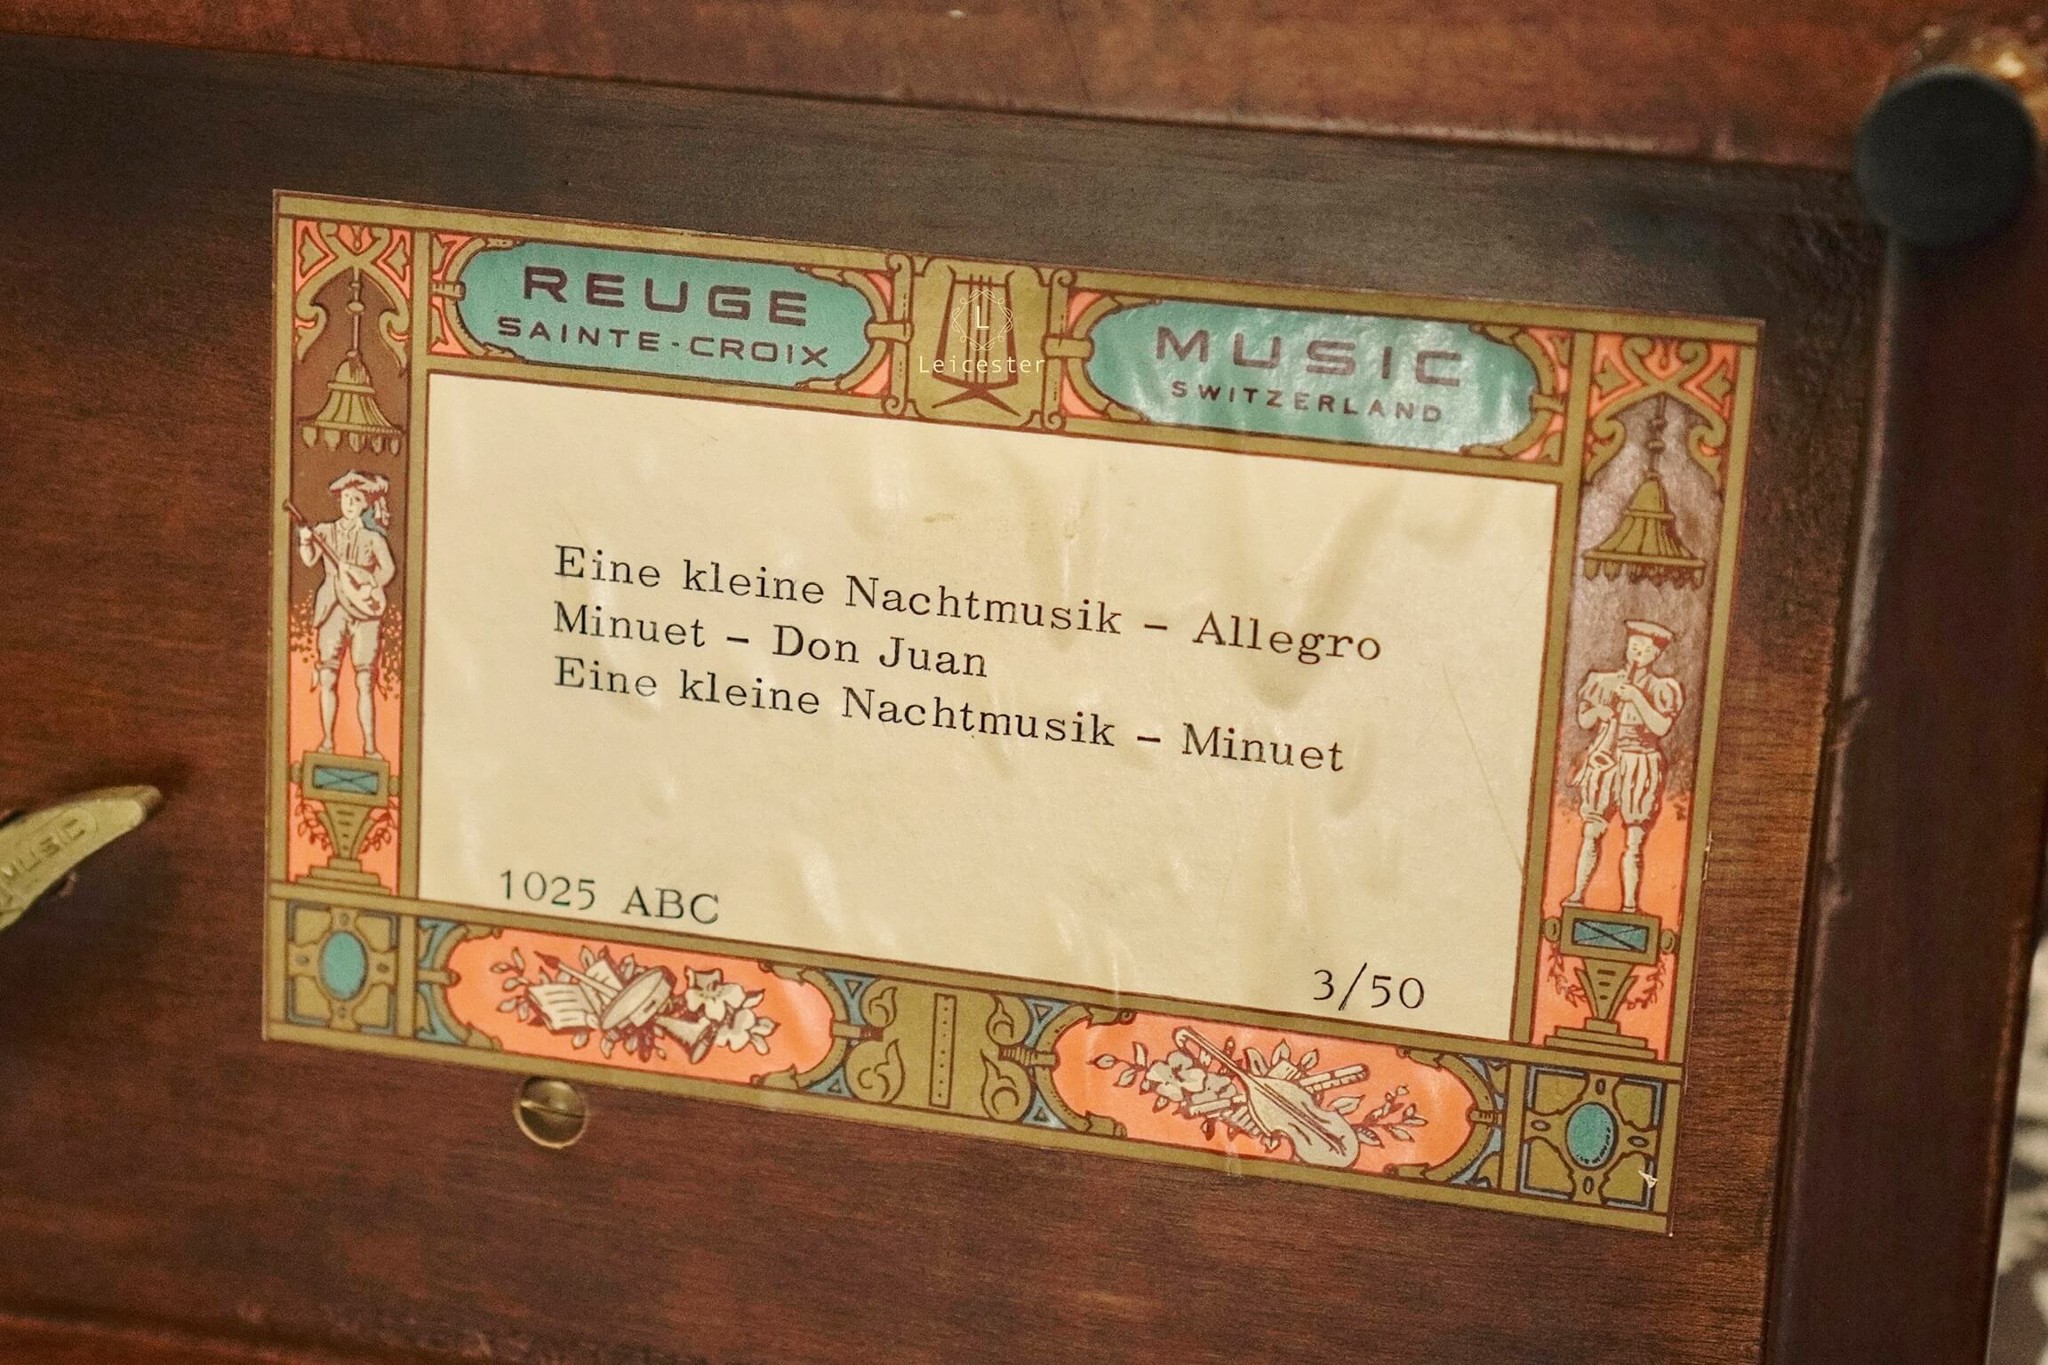 REUGE
SAINTE-CROIX
MUSIC
SWITZERLAND
L
Leicester
Eine kleine Nachtmusik – Allegro
Minuet – Don Juan
Eine kleine Nachtmusik – Minuet
1025 ABC
3/50
MUSIC